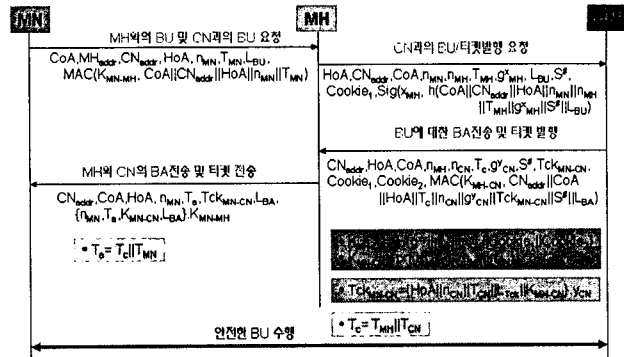 MN
MH
MH와의 BU 및 CN과의 BU 요청
CoA,MHaddr,CNaddr,HoA,nMN,TMN,LBU,
MAC(KMN-MH, CoA||CNaddr||HoA||nMN||TMN)
CN과의 BU/티켓발행 요청
HoA,CNaddr,CoA,nMN,nMH,TMH,gxMH, LBU,S#,
Cookie1,Sig(xMH, h(CoA||CNaddr||HoA||nMN||nMH
||TMH||gxMH||S#||LBU)
BU에 대한 BA전송 및 티켓 발행
CNaddr,HoA,CoA,nMH,nCN,Tc,gyCN,S#,TckMN-CN,
Cookie1,Cookie2, MAC(KMH-CN, CNaddr||CoA
||HoA||Tc||nCN||gyCN||TckMN-CN||S#||LBA)
MH와 CN의 BA전송 및 티켓 전송
CNaddr,CoA,HoA, nMN,Ta,TckMN-CN,LBA,
{nMN,Ta,KMN-CN,LBA}.KMN-MH
• Ta= Tc||TMN
• Tc= TMH||TCN
안전한 BU 수행